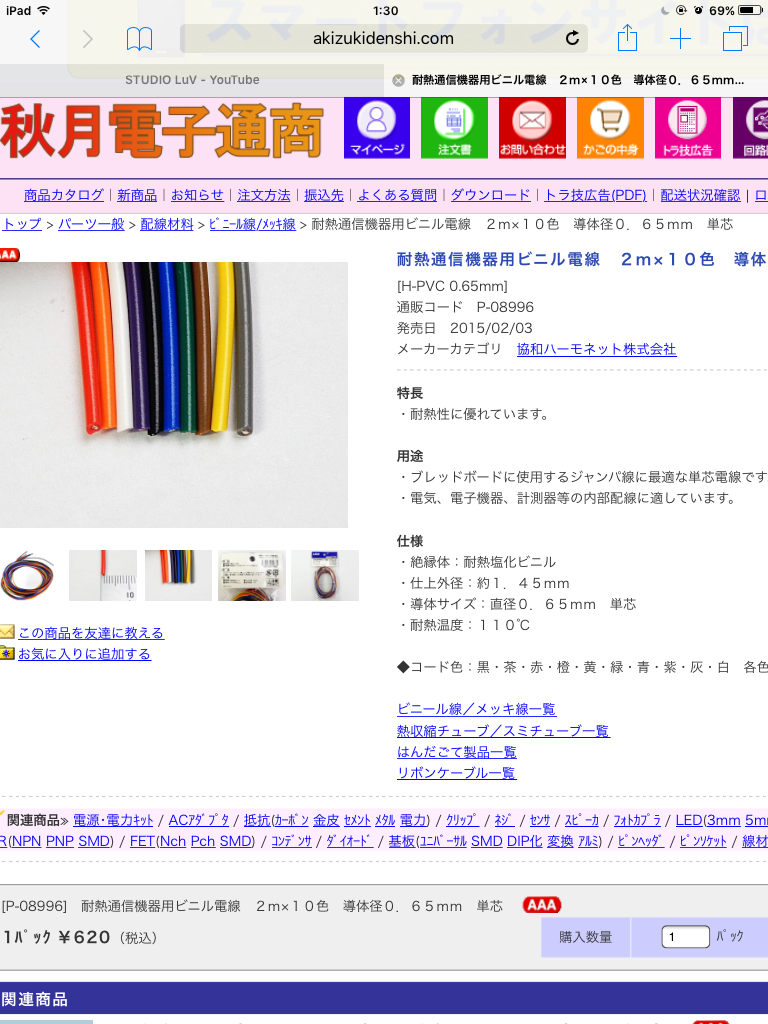 iPad 1:30 69%
akizukidenshi.com
STUDIO LuV - YouTube
耐熱通信機器用ビニル電線　２ｍ×１０色　導体径０．６５ｍｍ...
秋月電子通商
マイページ 注文書 お問い合わせ かごの中身 トラ技広告 回路
商品カタログ | 新商品 | お知らせ | 注文方法 | 振込先 | よくある質問 | ダウンロード | トラ技広告(PDF) | 配送状況確認 | ロ
トップ > パーツ一般 > 配線材料 > ﾋﾞﾆｰﾙ線/ﾒｯｷ線 > 耐熱通信機器用ビニル電線　２ｍ×１０色　導体径０．６５ｍｍ　単芯
AAA
耐熱通信機器用ビニル電線　２ｍ×１０色　導体
[H-PVC 0.65mm]
通販コード　P-08996
発売日　2015/02/03
メーカーカテゴリ　協和ハーモネット株式会社
特長
・耐熱性に優れています。
用途
・ブレッドボードに使用するジャンパ線に最適な単芯電線です
・電気、電子機器、計測器等の内部配線に適しています。
仕様
・絶縁体：耐熱塩化ビニル
・仕上外径：約１．４５ｍｍ
・導体サイズ：直径０．６５ｍｍ　単芯
・耐熱温度：１１０℃
◆コード色：黒・茶・赤・橙・黄・緑・青・紫・灰・白　各色
10
この商品を友達に教える
お気に入りに追加する
ビニール線／メッキ線一覧
熱収縮チューブ／スミチューブ一覧
はんだごて製品一覧
リボンケーブル一覧
関連商品≫ 電源･電力ｷｯﾄ / ACｱﾀﾞﾌﾟﾀ / 抵抗(ｶｰﾎﾞﾝ 金皮 ｾﾒﾝﾄ ﾒﾀﾙ 電力) / ｸﾘｯﾌﾟ / ﾈｼﾞ / ｾﾝｻ / ｽﾋﾟｰｶ / ﾌｫﾄｶﾌﾟﾗ / LED(3mm 5mm
R(NPN PNP SMD) / FET(Nch Pch SMD) / ｺﾝﾃﾞﾝｻ / ﾀﾞｲｵｰﾄﾞ / 基板(ﾕﾆﾊﾞｰｻﾙ SMD DIP化 変換 ｱﾙﾐ) / ﾋﾟﾝﾍｯﾀﾞ / ﾋﾟﾝｿｹｯﾄ / 線材
[P-08996]　耐熱通信機器用ビニル電線　２ｍ×１０色　導体径０．６５ｍｍ　単芯　AAA
1ﾊﾟｯｸ ￥620（税込）
購入数量 1 ﾊﾟｯｸ
関連商品